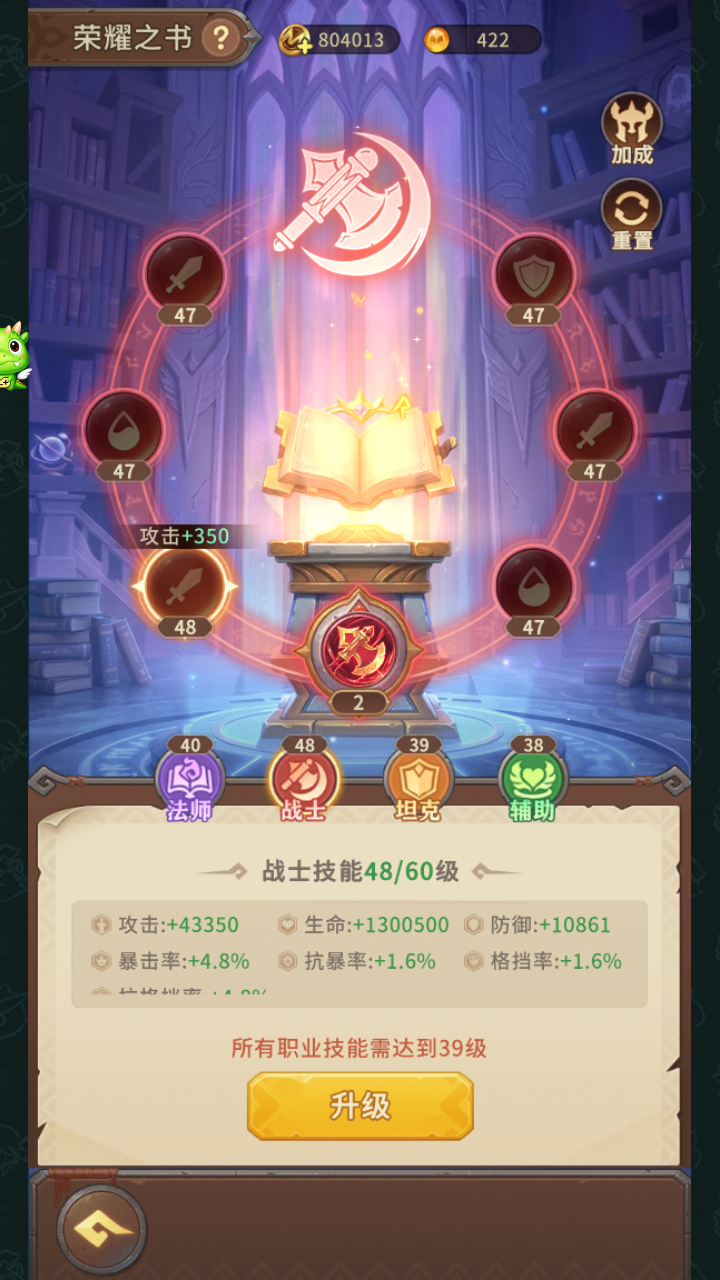 荣耀之书 ? 804013 422
加成
重置
47 47
47 47
攻击+350
48 47
2
40 48 39 38
法师 战士 坦克 辅助
战士技能48/60级
攻击:+43350 生命:+1300500 防御:+10861
暴击率:+4.8% 抗暴率:+1.6% 格挡率:+1.6%
所有职业技能需达到39级
升级